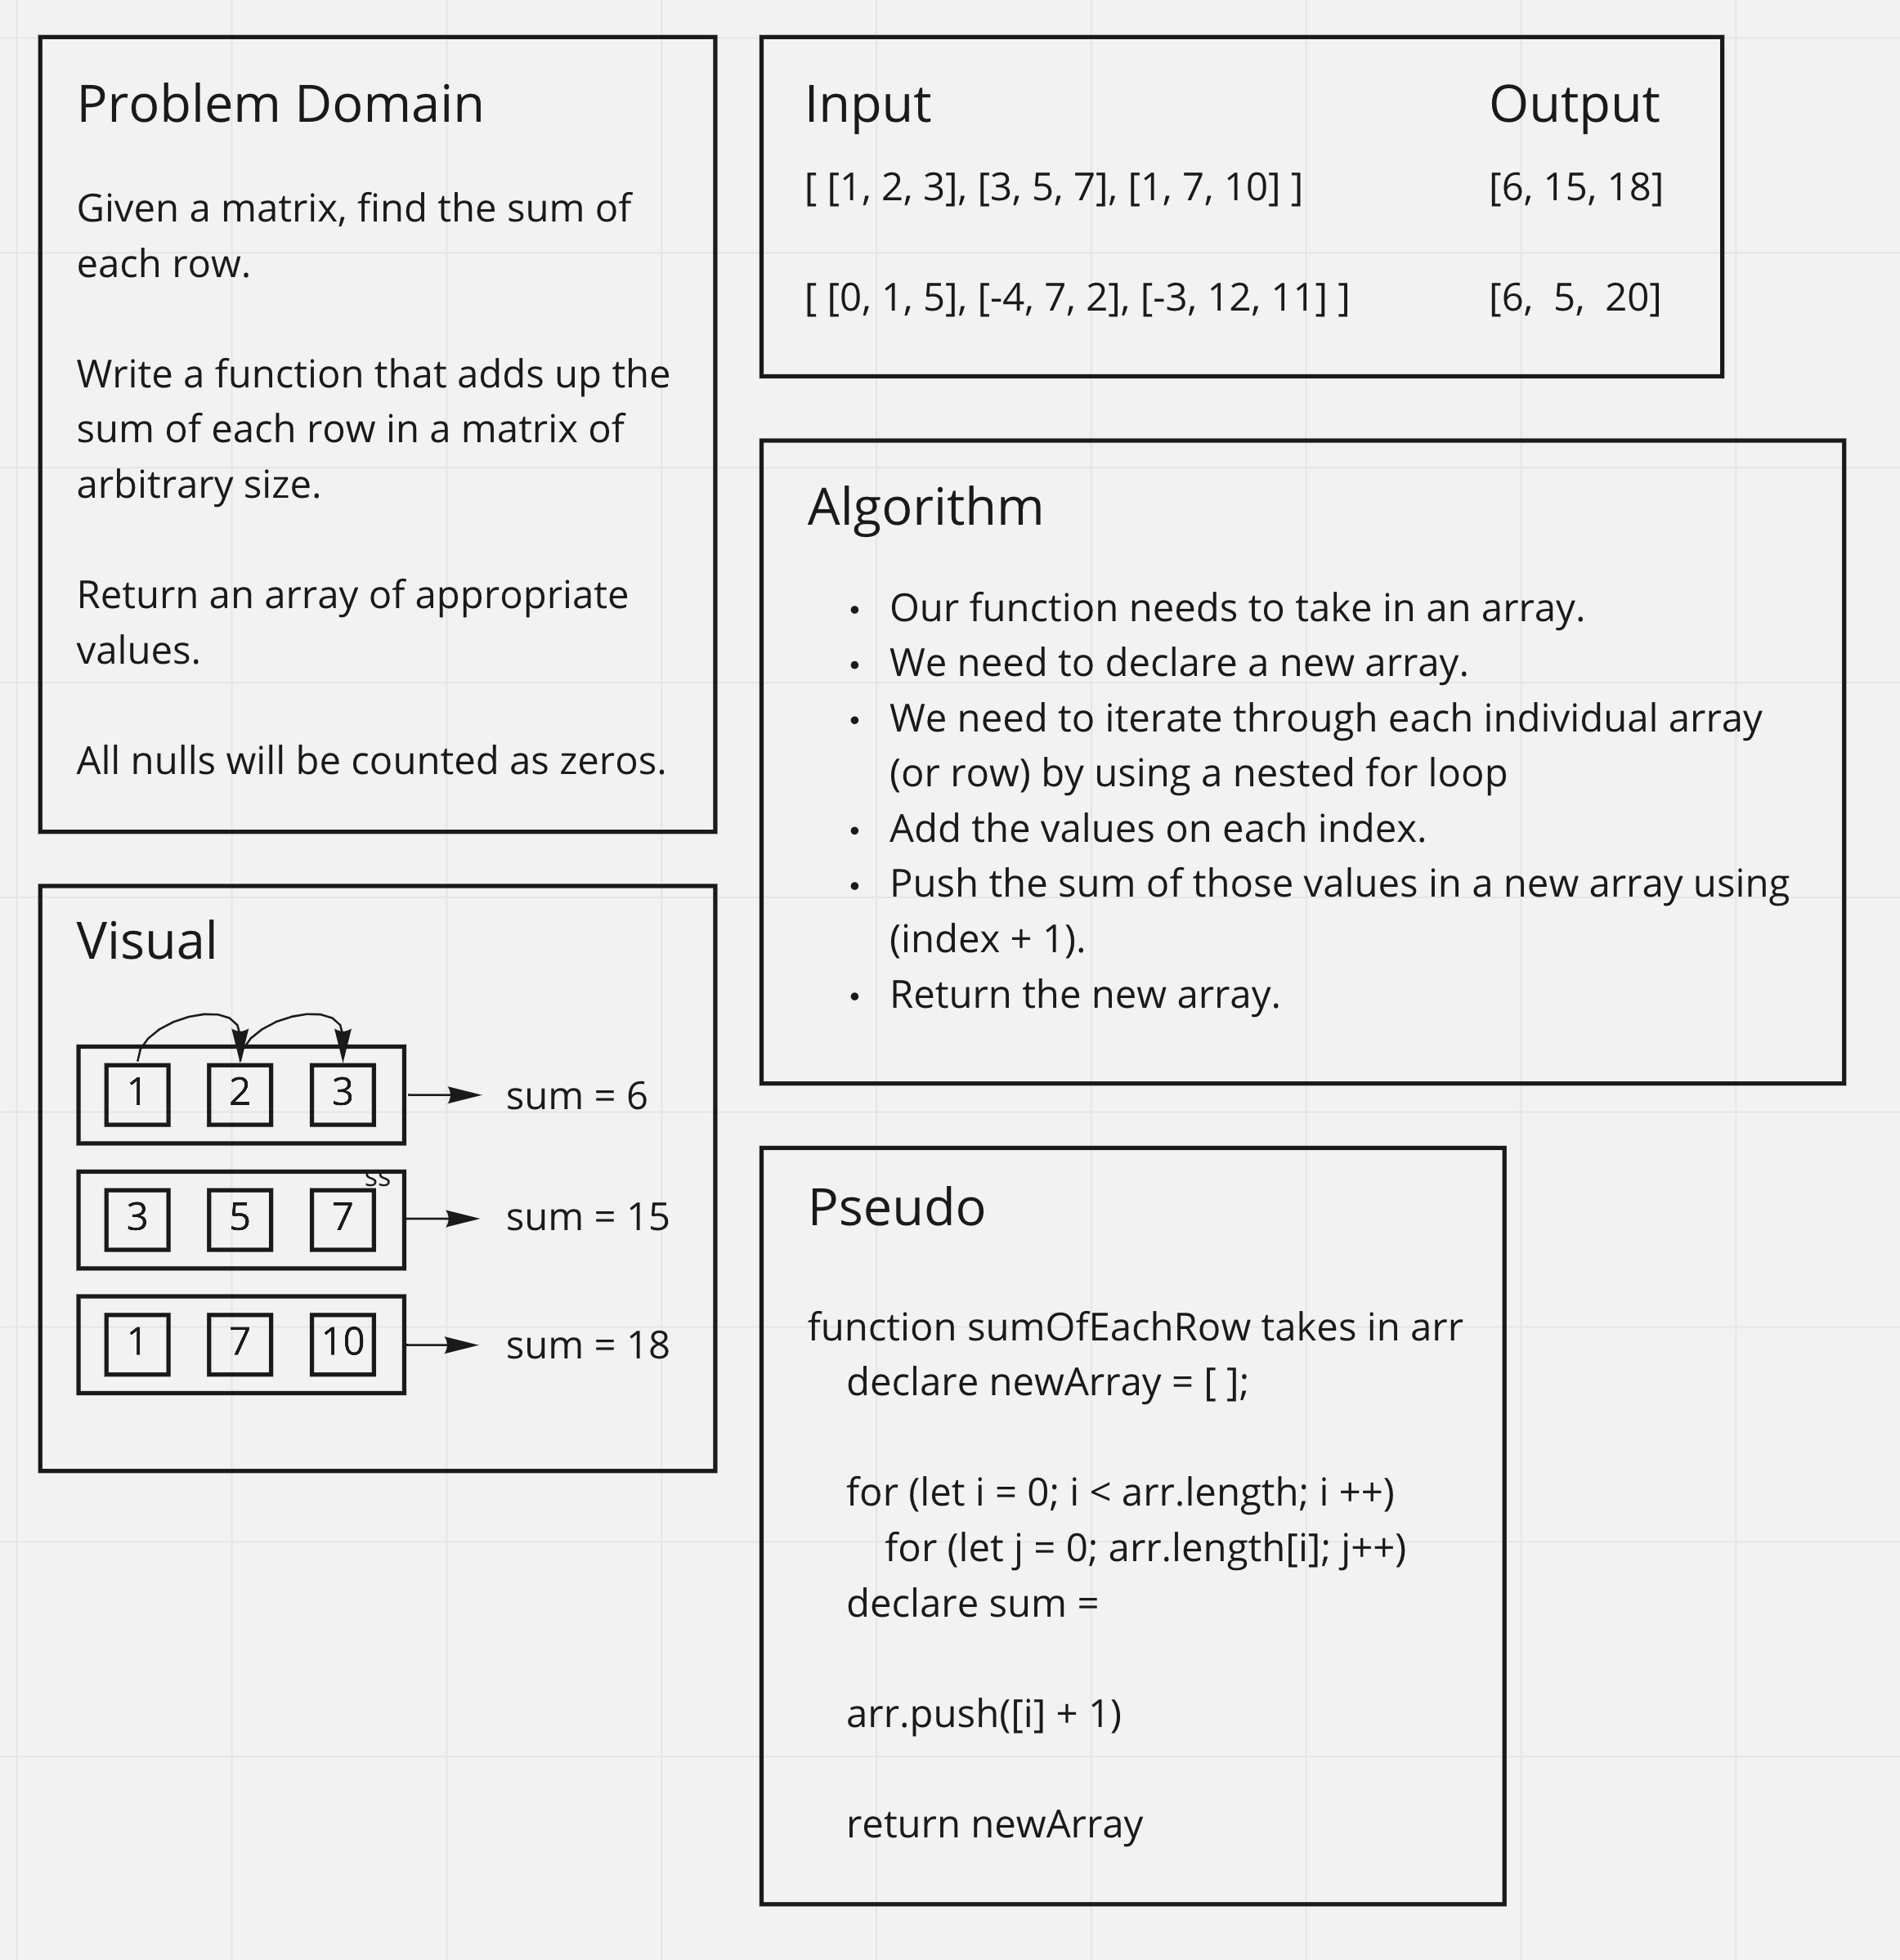 Problem Domain
Given a matrix, find the sum of
each row.
Write a function that adds up the
sum of each row in a matrix of
arbitrary size.
Return an array of appropriate
values.
All nulls will be counted as zeros.
Input Output
[ [1, 2, 3], [3, 5, 7], [1, 7, 10] ] [6, 15, 18]
[ [0, 1, 5], [-4, 7, 2], [-3, 12, 11] ] [6, 5, 20]
Algorithm
• Our function needs to take in an array.
• We need to declare a new array.
• We need to iterate through each individual array
(or row) by using a nested for loop
• Add the values on each index.
• Push the sum of those values in a new array using
(index + 1).
• Return the new array.
Visual
1 2 3 sum = 6
ss
3 5 7 sum = 15
1 7 10 sum = 18
Pseudo
function sumOfEachRow takes in arr
declare newArray = [ ];
for (let i = 0; i < arr.length; i ++)
for (let j = 0; arr.length[i]; j++)
declare sum =
arr.push([i] + 1)
return newArray